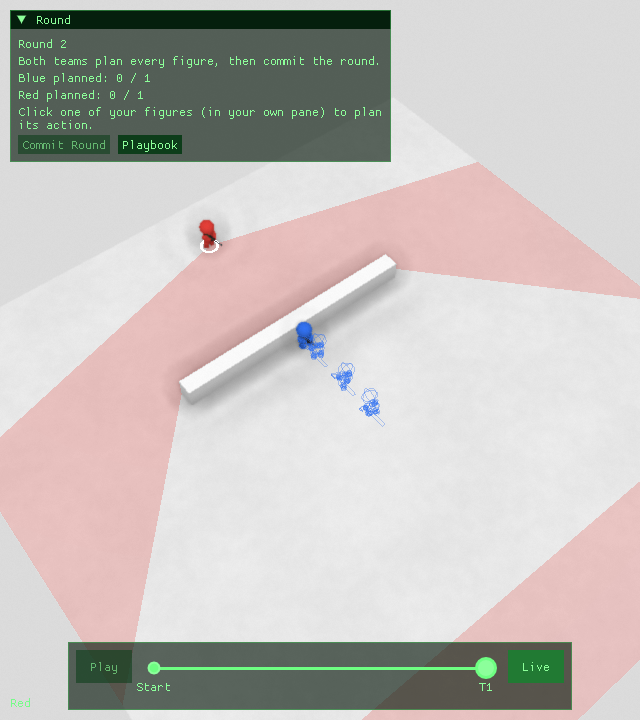 Round
Round 2
Both teams plan every figure, then commit the round.
Blue planned: 0 / 1
Red planned: 0 / 1
Click one of your figures (in your own pane) to plan
its action.
Commit Round Playbook
Play Live
Start T1
Red